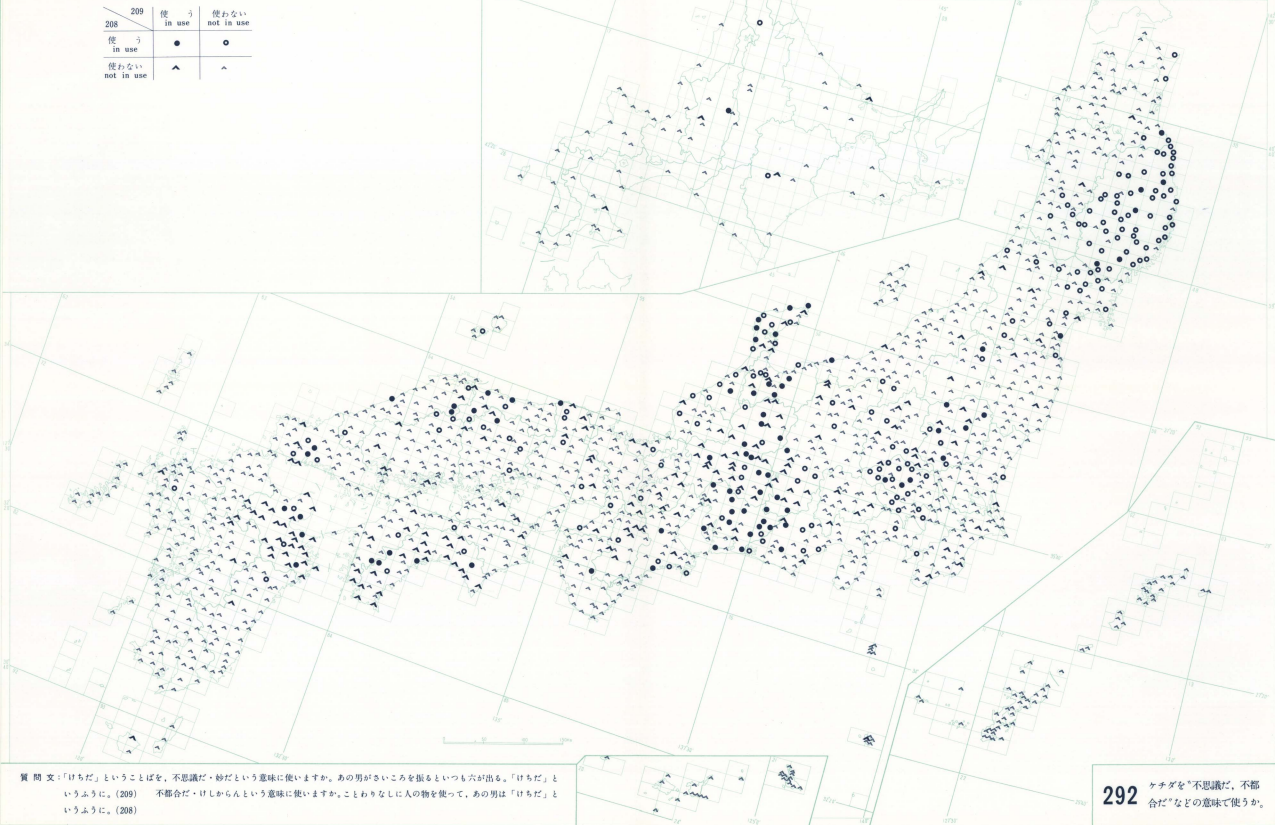 209 使う 使わない
208 in use not in use
使う
in use
使わない
not in use
質問文:「けちだ」ということばを,不思議だ・妙だという意味に使いますか。あの男がさいころを振るといつも六が出る。「けちだ」と
いうふうに。(209) 不都合だ・けしからんという意味に使いますか。ことわりなしに人の物を使って,あの男は「けちだ」と
いうふうに。(208)
292 ケチダを“不思議だ,不都
合だ”などの意味で使うか。